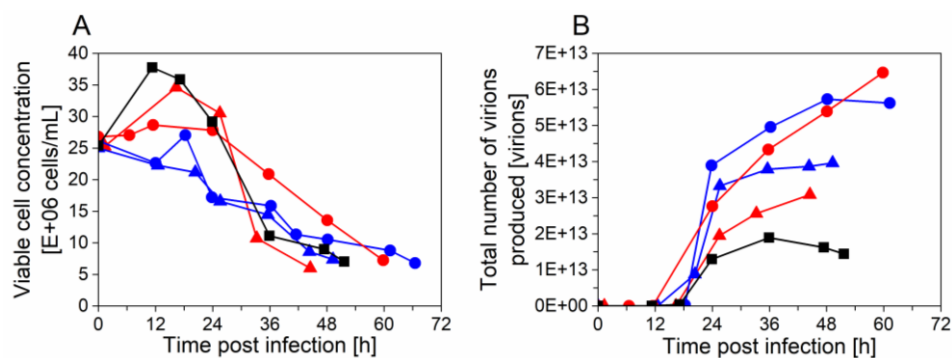 A
Viable cell concentration
[E+06 cells/mL]
40
35
30
25
20
15
10
5
0
0 12 24 36 48 60 72
Time post infection [h]
B
Total number of virions
produced [virions]
7E+13
6E+13
5E+13
4E+13
3E+13
2E+13
1E+13
0E+00
0 12 24 36 48 60 72
Time post infection [h]